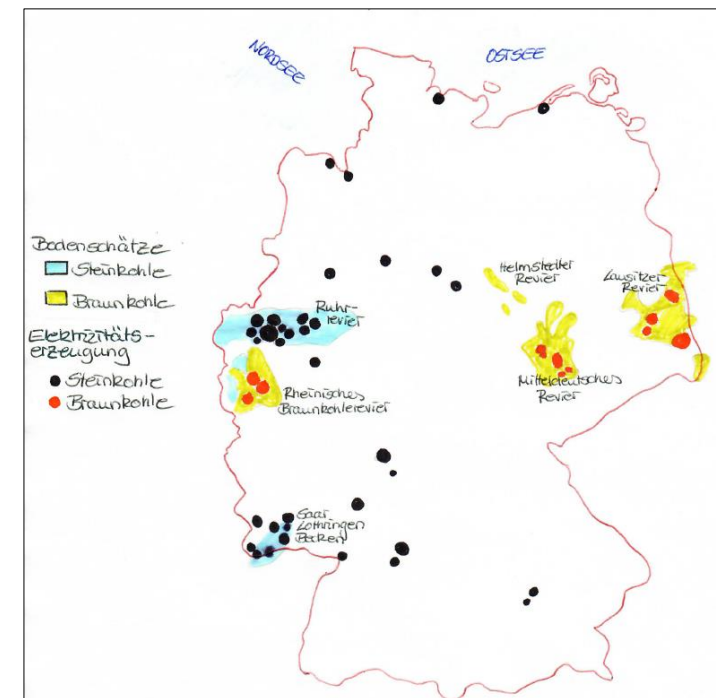 NORDSEE
OSTSEE
Bodenschätze
Steinkohle
Braunkohle
Elektrizitäts-
erzeugung
Steinkohle
Braunkohle
Helmstedter
Revier
Lausitzer
Revier
Ruhr-
revier
Mitteldeutsches
Revier
Rheinisches
Braunkohlerevier
Saar
Lothringen
Becken